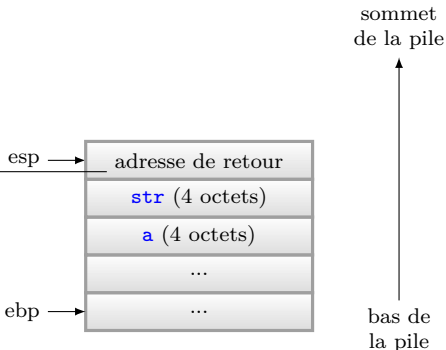 sommet
de la pile
esp
adresse de retour
str (4 octets)
a (4 octets)
...
ebp
...
bas de
la pile